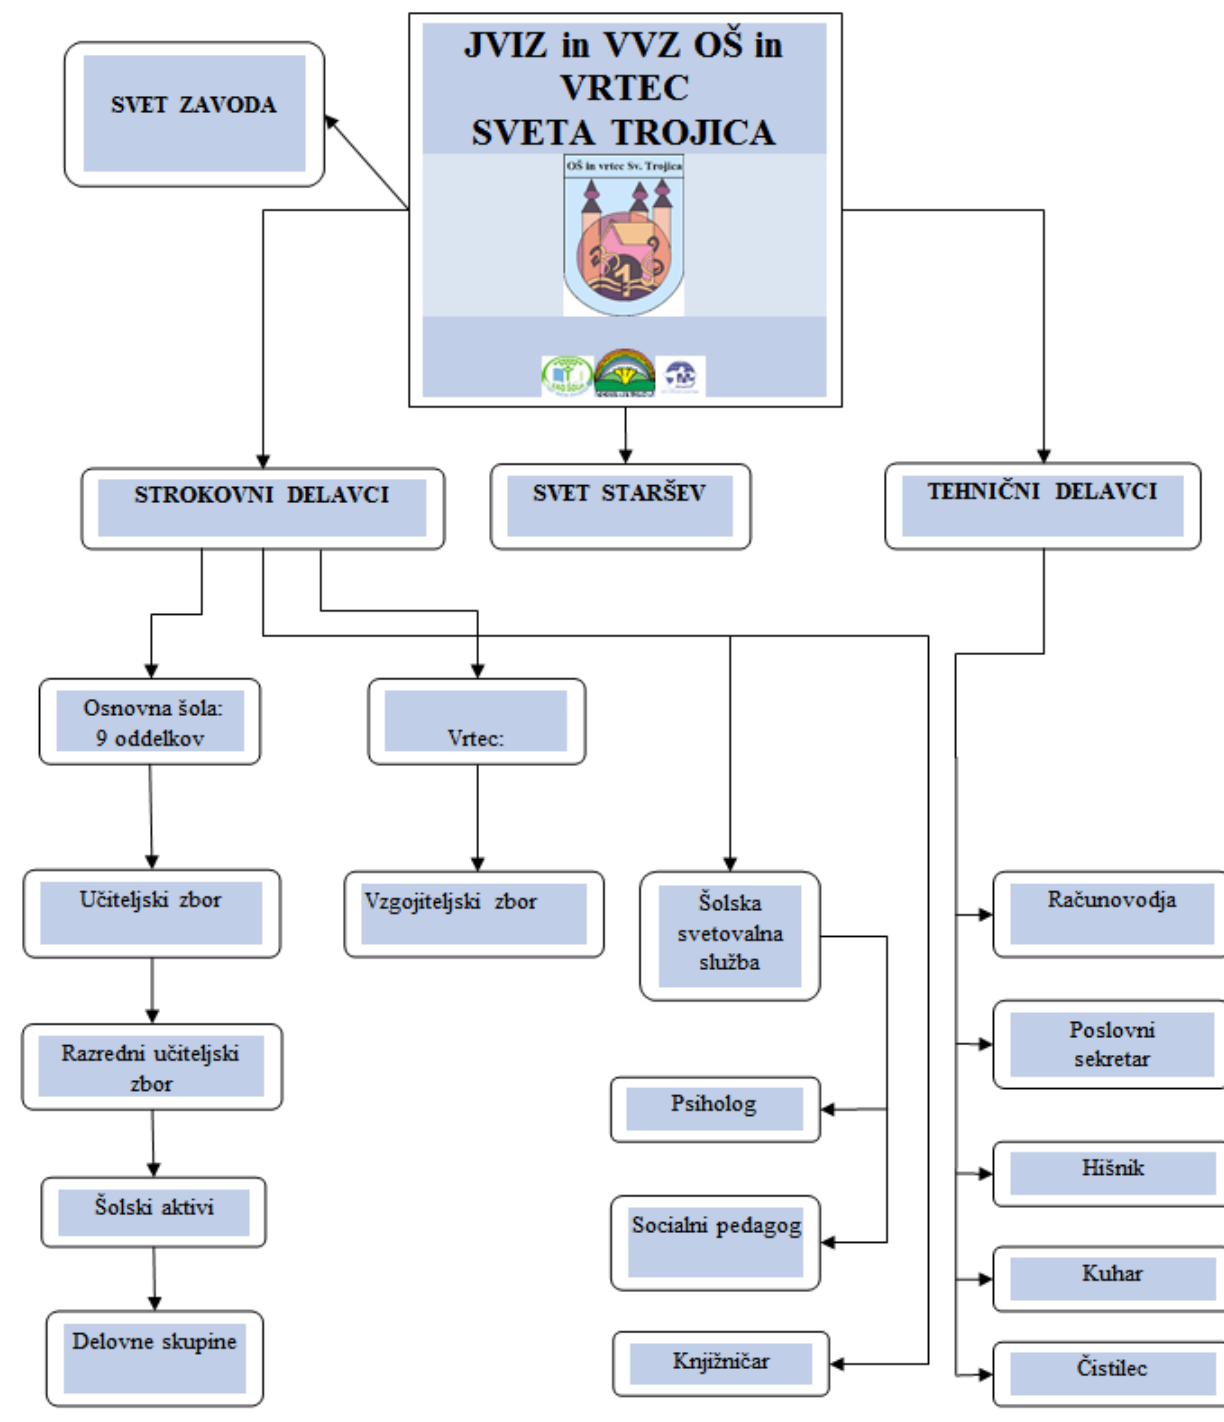 JVIZ in VVZ OŠ in
VRTEC
SVETA TROJICA
OŠ in vrtec Sv. Trojica
SVET ZAVODA
STROKOVNI DELAVCI
SVET STARŠEV
TEHNIČNI DELAVCI
Osnovna šola:
9 oddelkov
Vrtec:
Učiteljski zbor
Vzgojiteljski zbor
Šolska
svetovalna
služba
Računovodja
Razredni učiteljski
zbor
Poslovni
sekretar
Psiholog
Hišnik
Šolski aktivi
Socialni pedagog
Kuhar
Delovne skupine
Knjižničar
Čistilec